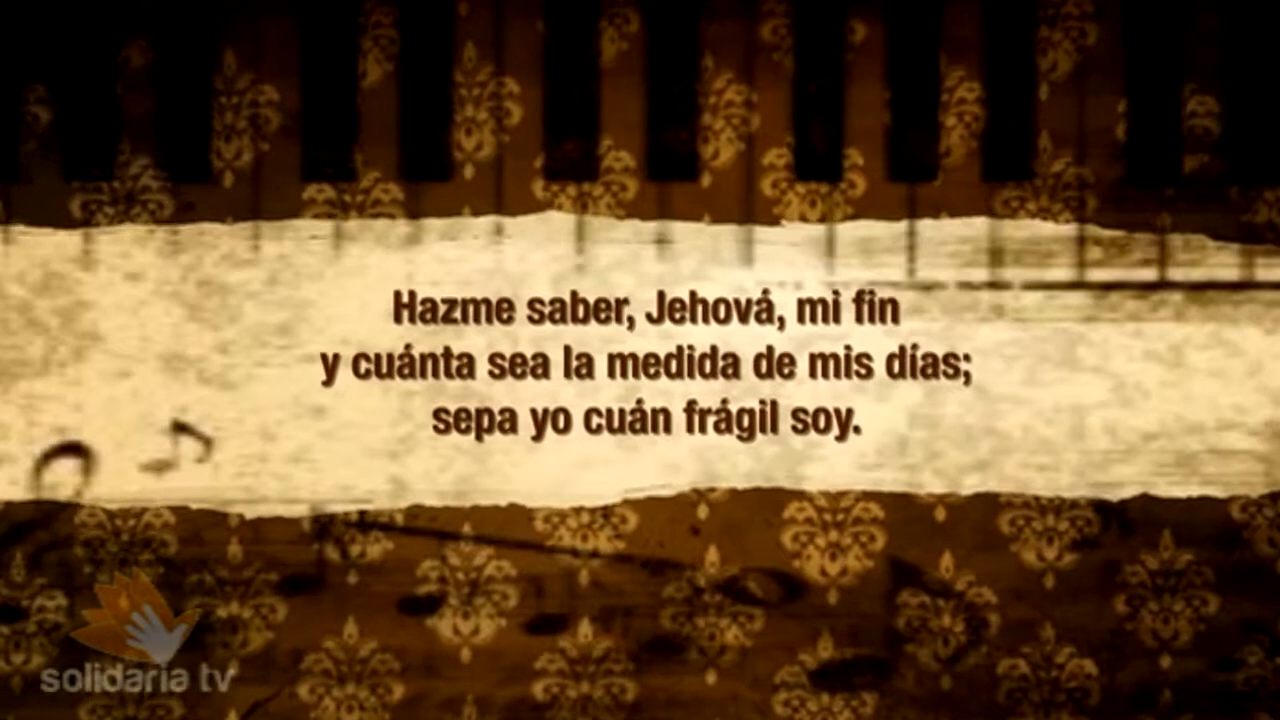 Hazme saber, Jehová, mi fin
y cuánta sea la medida de mis días;
sepa yo cuán frágil soy.
solidaria tv